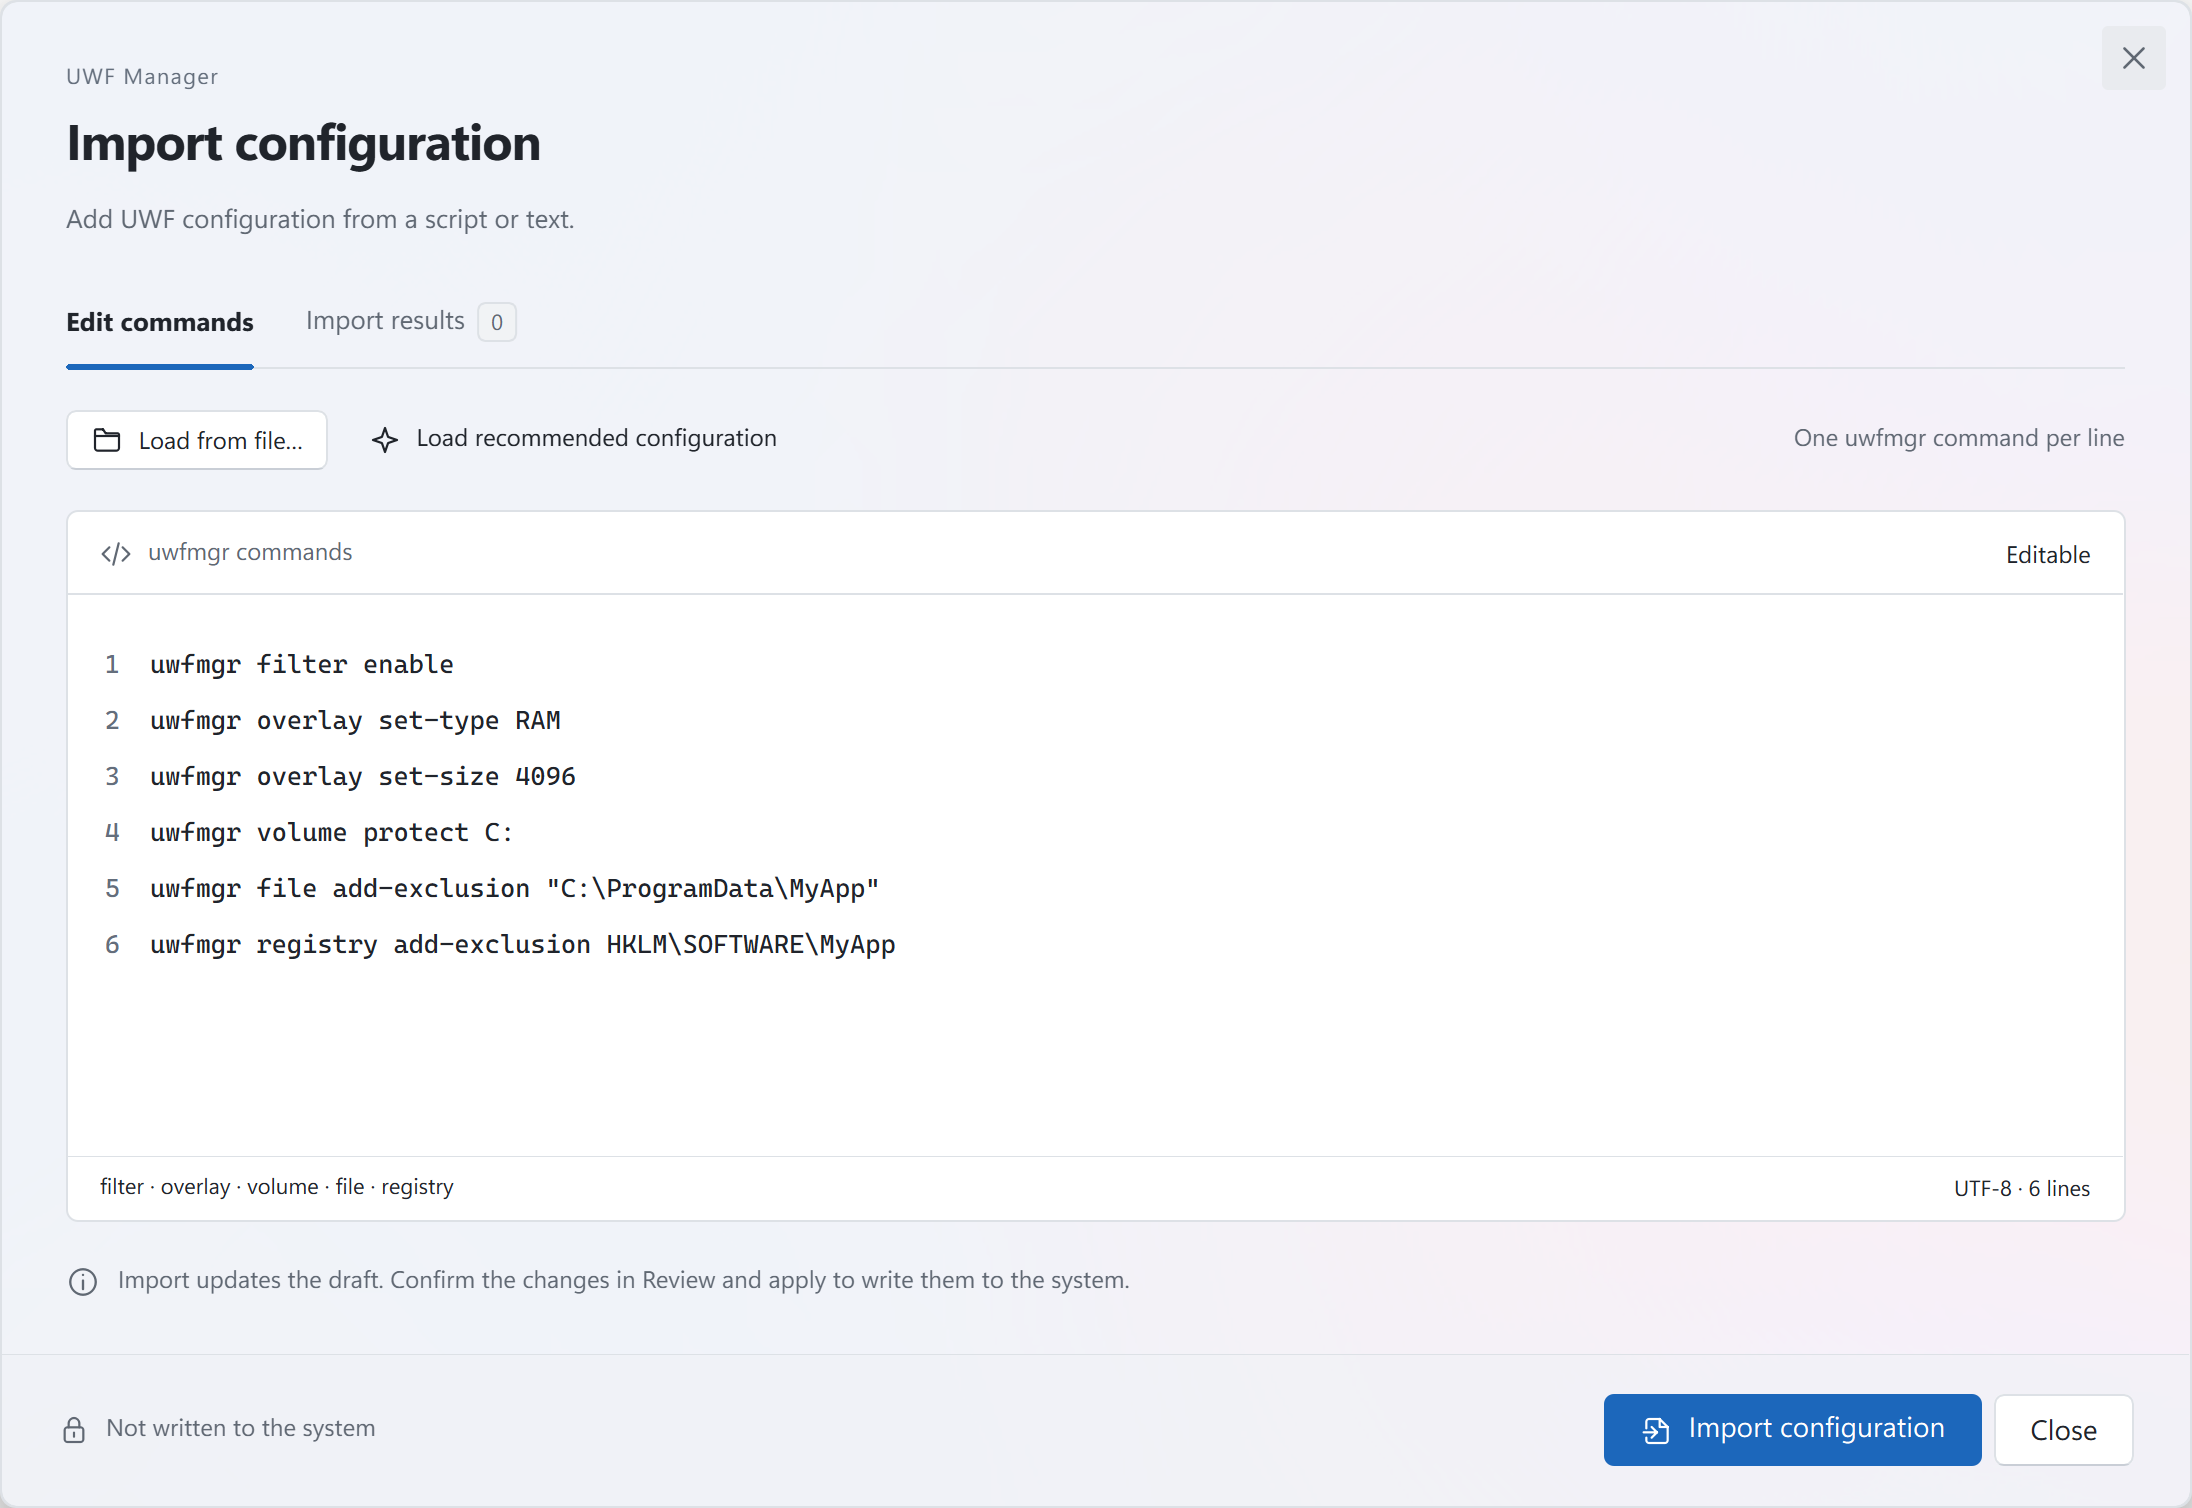 UWF Manager
Import configuration
Add UWF configuration from a script or text.
Edit commands
Import results 0
Load from file...
Load recommended configuration
One uwfmgr command per line
uwfmgr commands
Editable
1 uwfmgr filter enable
2 uwfmgr overlay set-type RAM
3 uwfmgr overlay set-size 4096
4 uwfmgr volume protect C:
5 uwfmgr file add-exclusion "C:\ProgramData\MyApp"
6 uwfmgr registry add-exclusion HKLM\SOFTWARE\MyApp
filter · overlay · volume · file · registry
UTF-8 · 6 lines
Import updates the draft. Confirm the changes in Review and apply to write them to the system.
Not written to the system
Import configuration
Close